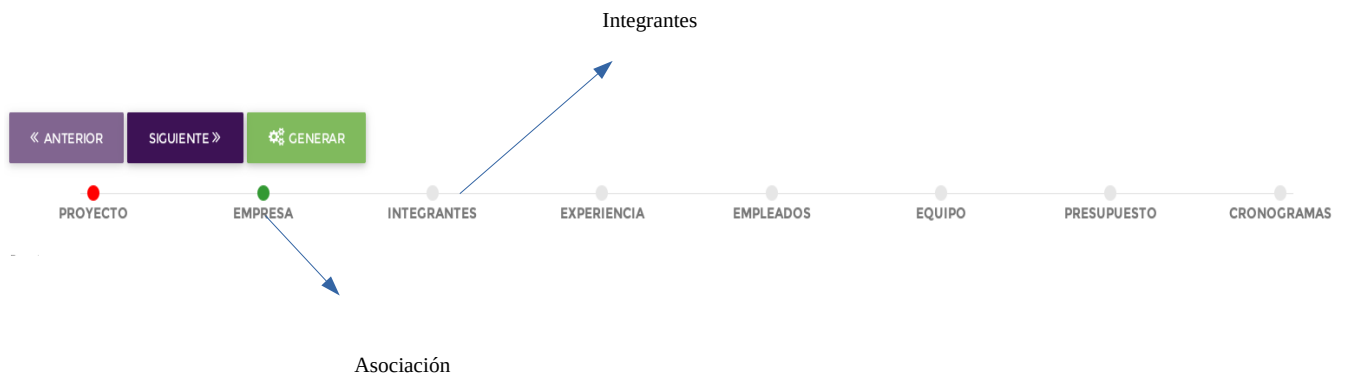 Integrantes
« ANTERIOR
SIGUIENTE »
GENERAR
PROYECTO
EMPRESA
INTEGRANTES
EXPERIENCIA
EMPLEADOS
EQUIPO
PRESUPUESTO
CRONOGRAMAS
Asociación